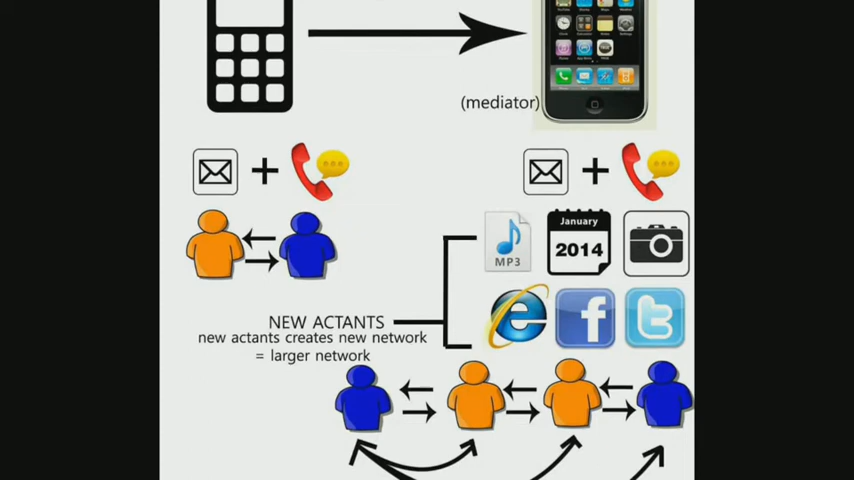 (mediator)
MP3
January
2014
NEW ACTANTS
new actants creates new network
= larger network